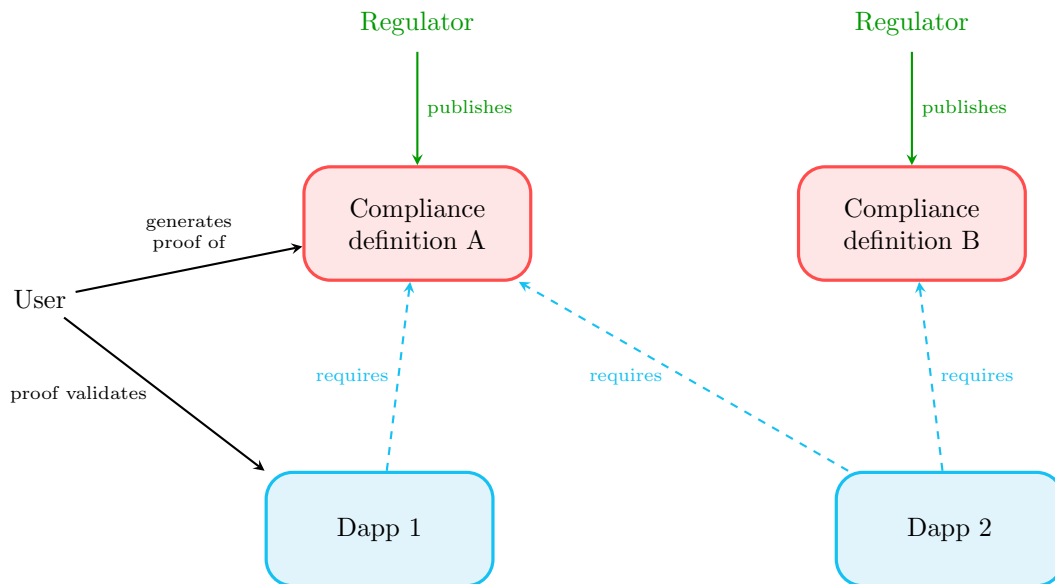 Regulator
Regulator
publishes
publishes
Compliance
definition A
Compliance
definition B
generates
proof of
User
proof validates
requires
requires
requires
Dapp 1
Dapp 2